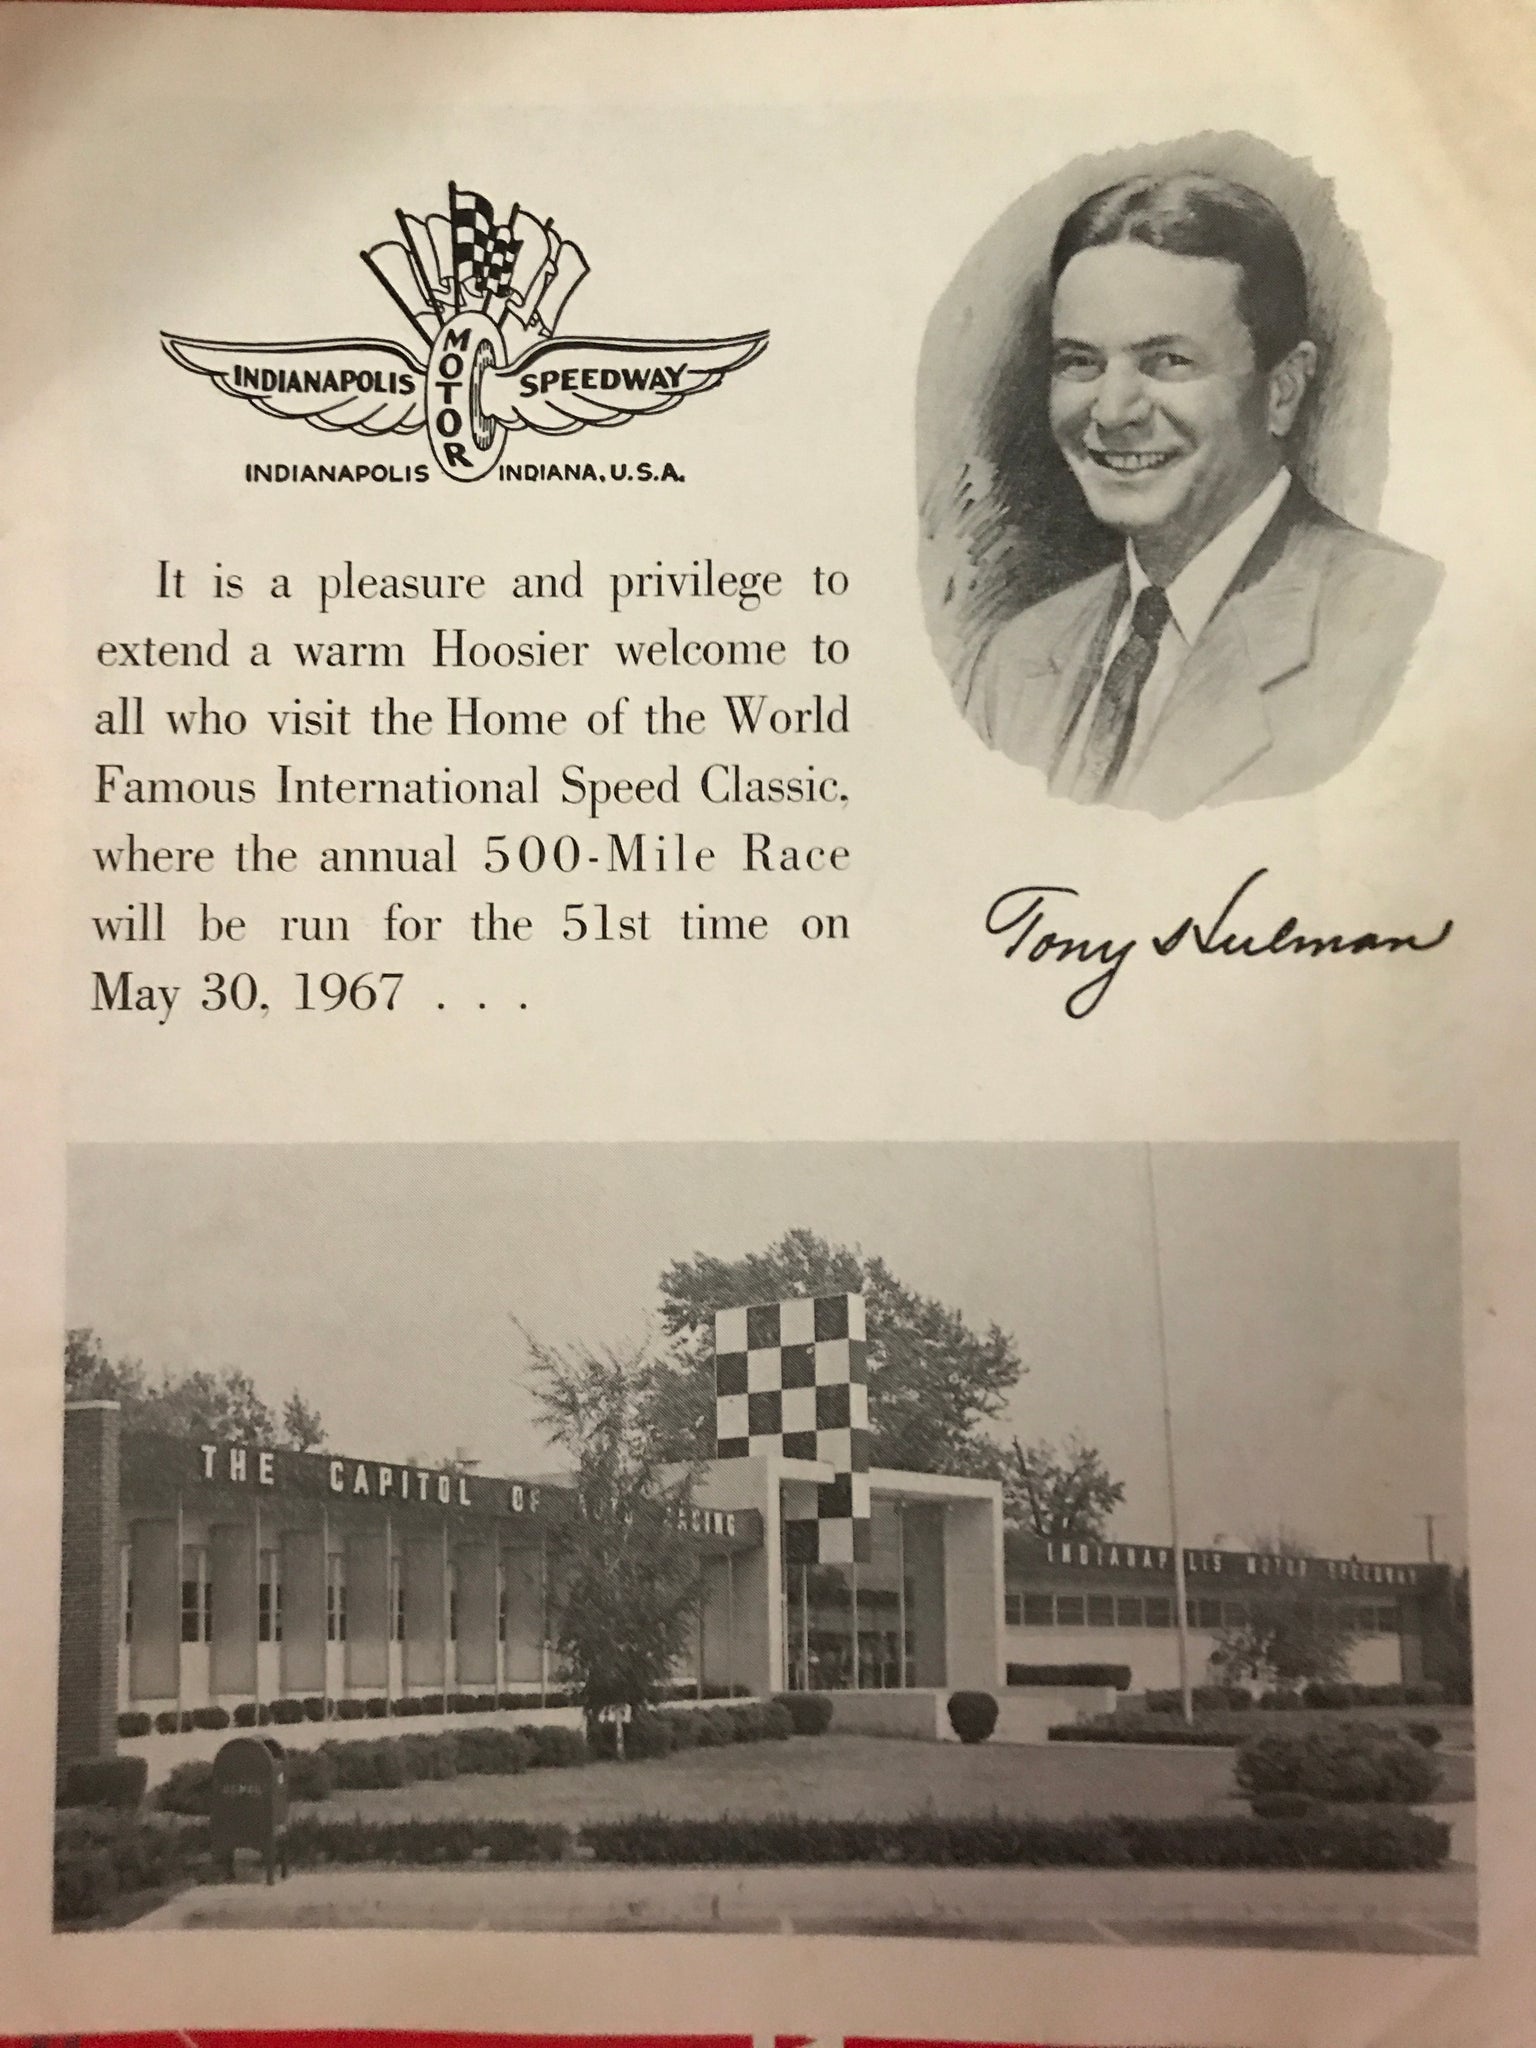 INDIANAPOLIS MOTOR SPEEDWAY
INDIANAPOLIS INDIANA, U.S.A.
It is a pleasure and privilege to
extend a warm Hoosier welcome to
all who visit the Home of the World
Famous International Speed Classic,
where the annual 500-Mile Race
will be run for the 51st time on
May 30, 1967 . . .
Tony Hulman
THE CAPITOL OF AUTO RACING
INDIANAPOLIS MOTOR SPEEDWAY